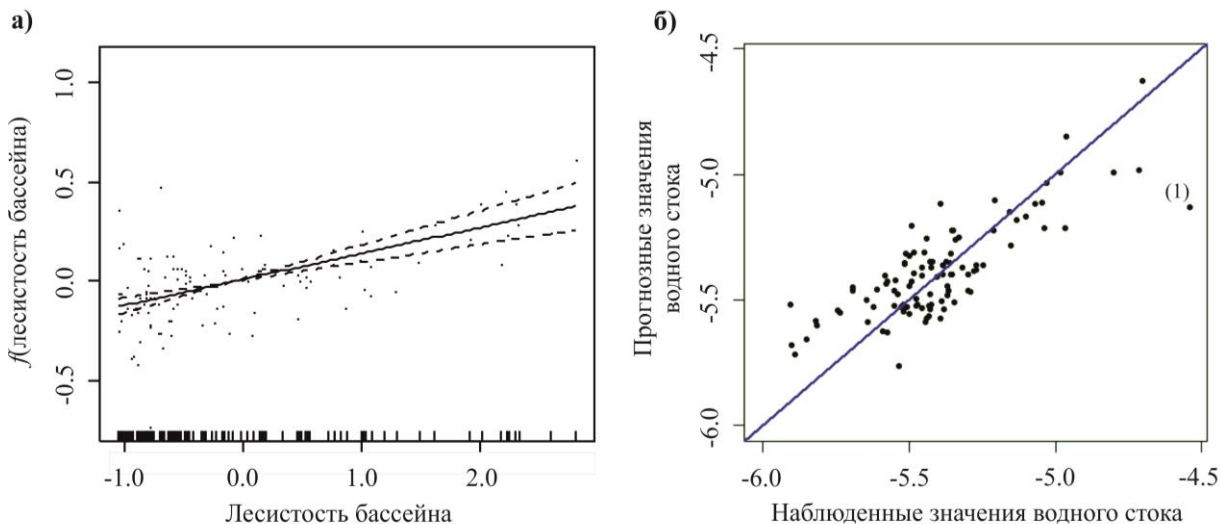 а)
1.0
0.5
0.0
-0.5
f(лесистость бассейна)
-1.0
0.0
1.0
2.0
Лесистость бассейна
б)
-4.5
-5.0
-5.5
-6.0
Прогнозные значения
водного стока
(1)
-6.0
-5.5
-5.0
-4.5
Наблюденные значения водного стока